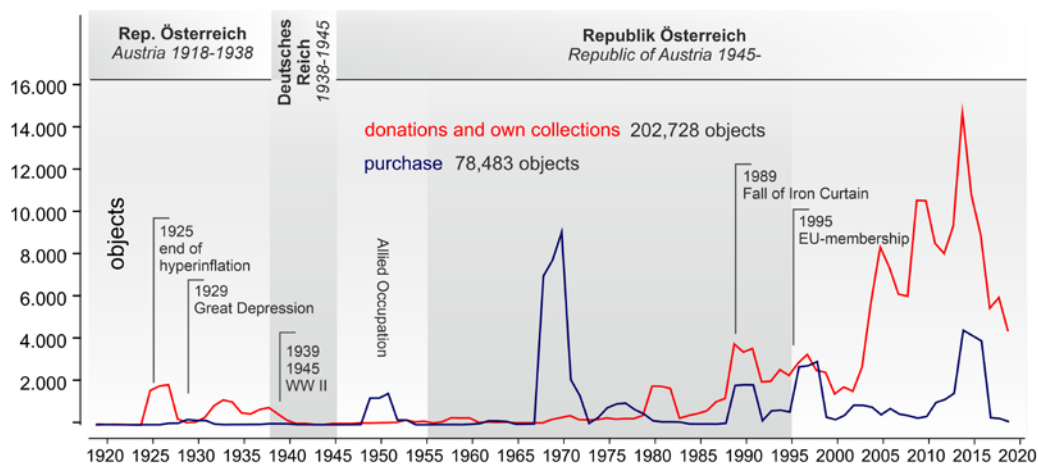 Rep. Österreich
Austria 1918-1938
Deutsches
Reich
1938-1945
Republik Österreich
Republic of Austria 1945-
16.000
14.000
12.000
10.000
8.000
6.000
4.000
2.000
objects
donations and own collections 202,728 objects
purchase 78,483 objects
1925
end of
hyperinflation
1929
Great Depression
1939
1945
WW II
Allied Occupation
1989
Fall of Iron Curtain
1995
EU-membership
1920 1925 1930 1935 1940 1945 1950 1955 1960 1965 1970 1975 1980 1985 1990 1995 2000 2005 2010 2015 2020